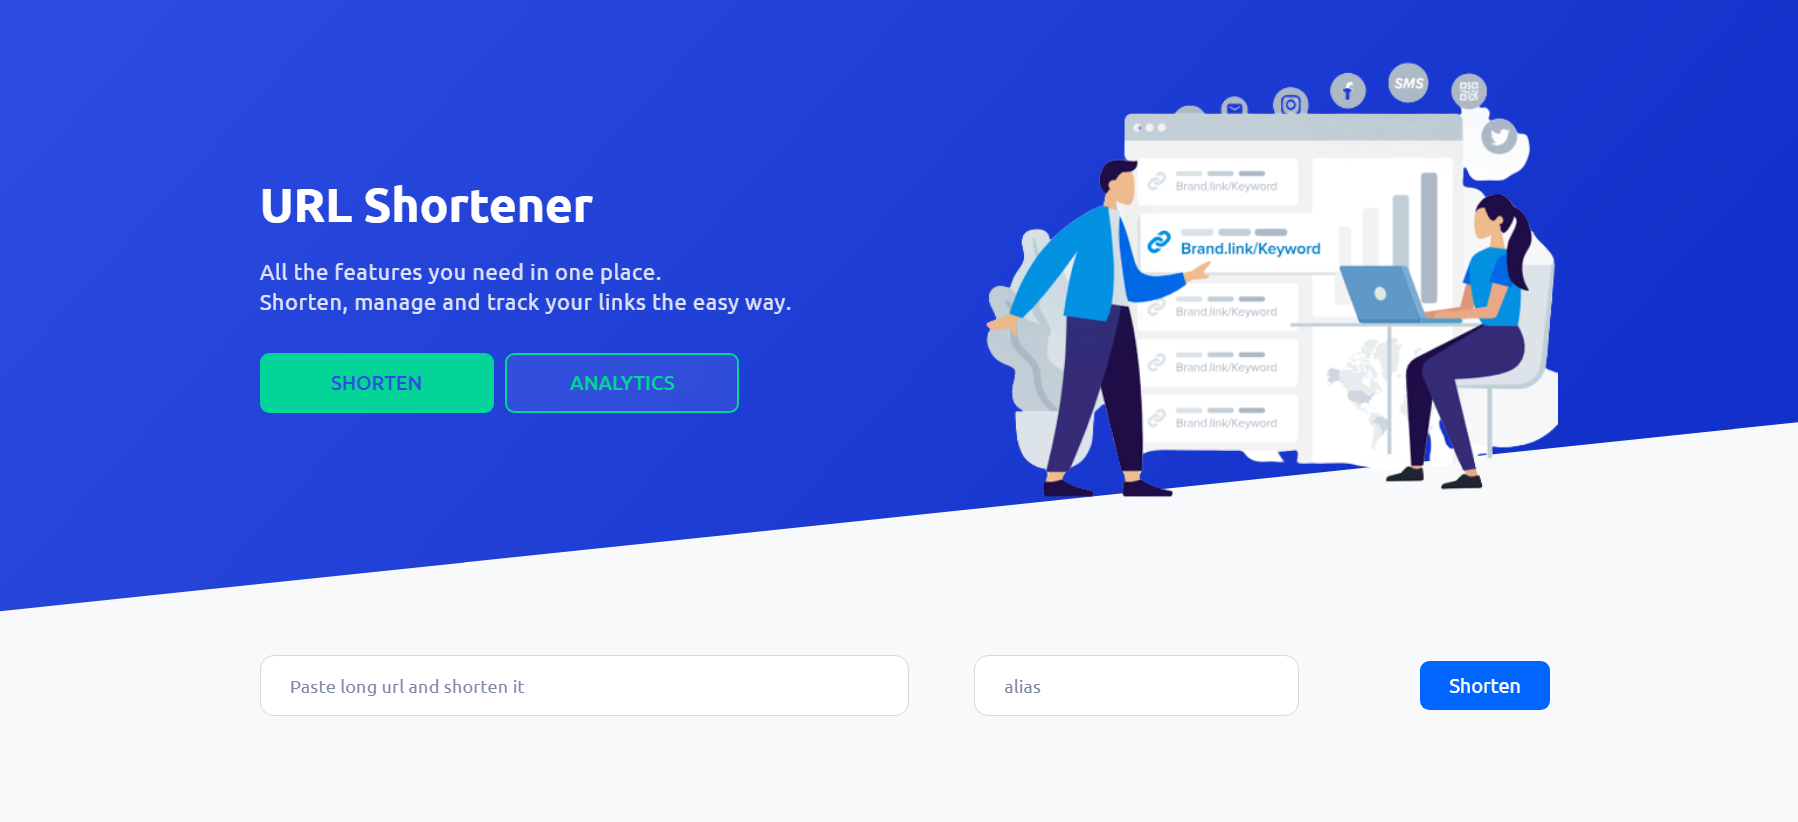 URL Shortener
All the features you need in one place.
Shorten, manage and track your links the easy way.
SHORTEN
ANALYTICS
SMS
Brand.link/Keyword
Brand.link/Keyword
Brand.link/Keyword
Brand.link/Keyword
Brand.link/Keyword
Paste long url and shorten it
alias
Shorten